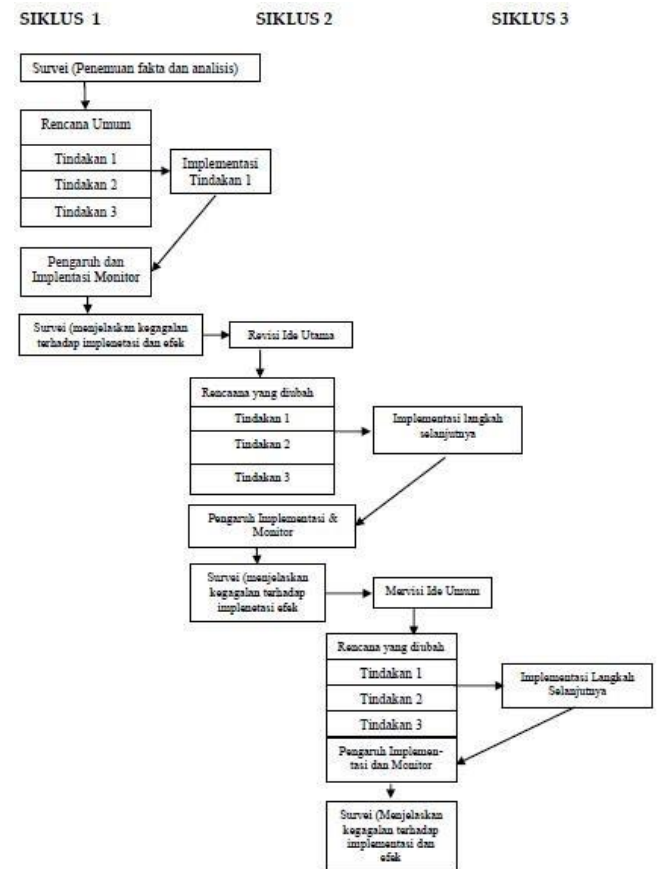 SIKLUS 1
SIKLUS 2
SIKLUS 3
Survei (Penemuan fakta dan analisis)
Rencana Umum
Tindakan 1
Tindakan 2
Tindakan 3
Implementasi
Tindakan 1
Pengaruh dan
Implentasi Monitor
Survei (menjelaskan kegagalan
terhadap implenetasi dan efek
Revisi Ide Utama
Rencaana yang diubah
Tindakan 1
Tindakan 2
Tindakan 3
Implementasi langkah
selanjutnya
Pengaruh Implementasi &
Monitor
Survei (menjelaskan
kegagalan terhadap
implenetasi efek
Mervisi Ide Umum
Rencana yang diubah
Tindakan 1
Tindakan 2
Tindakan 3
Implementasi Langkah
Selanjutnya
Pengaruh Implemen-
tasi dan Monitor
Survei (Menjelaskan
kegagalan terhadap
implementasi dan
efek